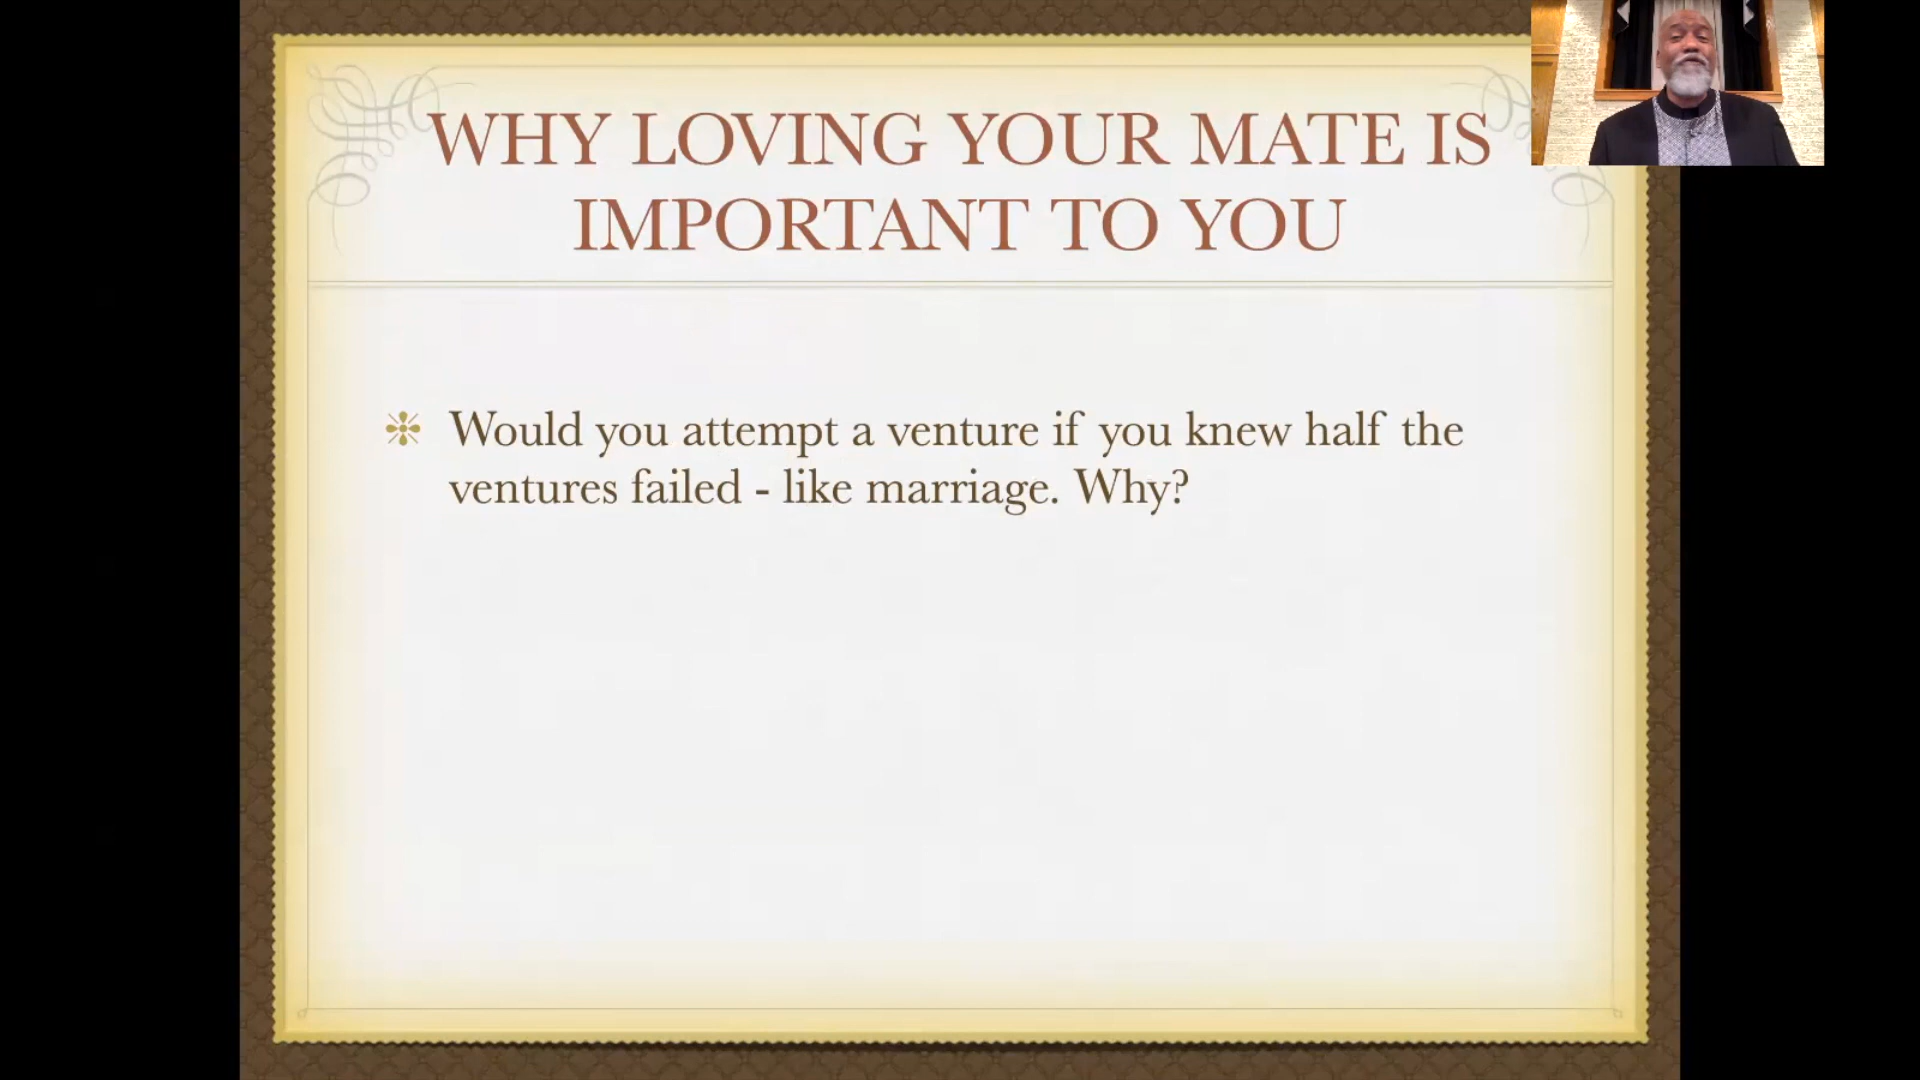 WHY LOVING YOUR MATE IS
IMPORTANT TO YOU
Would you attempt a venture if you knew half the
ventures failed - like marriage. Why?